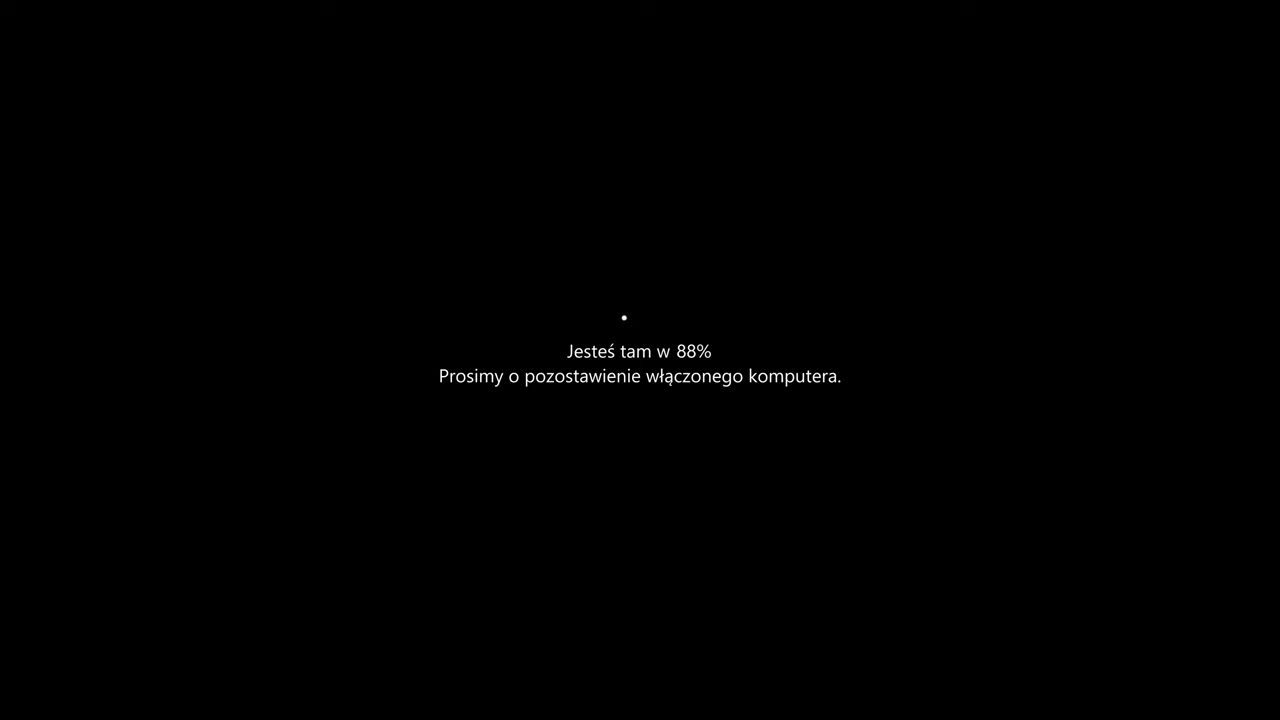 Jesteś tam w 88%
Prosimy o pozostawienie włączonego komputera.